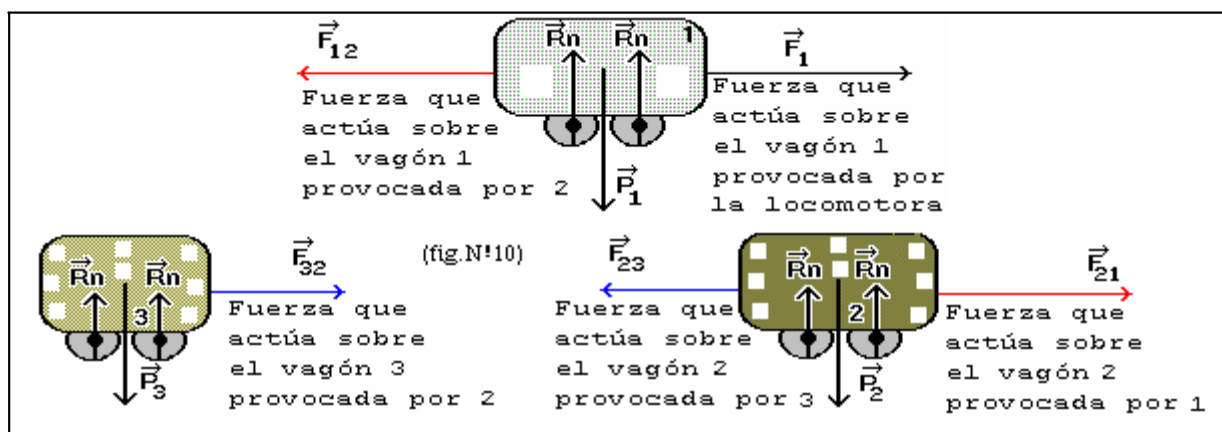 F₁₂
Rn Rn 1
F₁
Fuerza que
actúa sobre
el vagón 1
provocada por 2
P₁
Fuerza que
actúa sobre
el vagón 1
provocada por
la locomotora
Rn Rn
3
P₃
F₃₂
Fuerza que
actúa sobre
el vagón 3
provocada por 2
(fig.Nº10)
F₂₃
Fuerza que
actúa sobre
el vagón 2
provocada por 3
Rn Rn
2
P₂
F₂₁
Fuerza que
actúa sobre
el vagón 2
provocada por 1